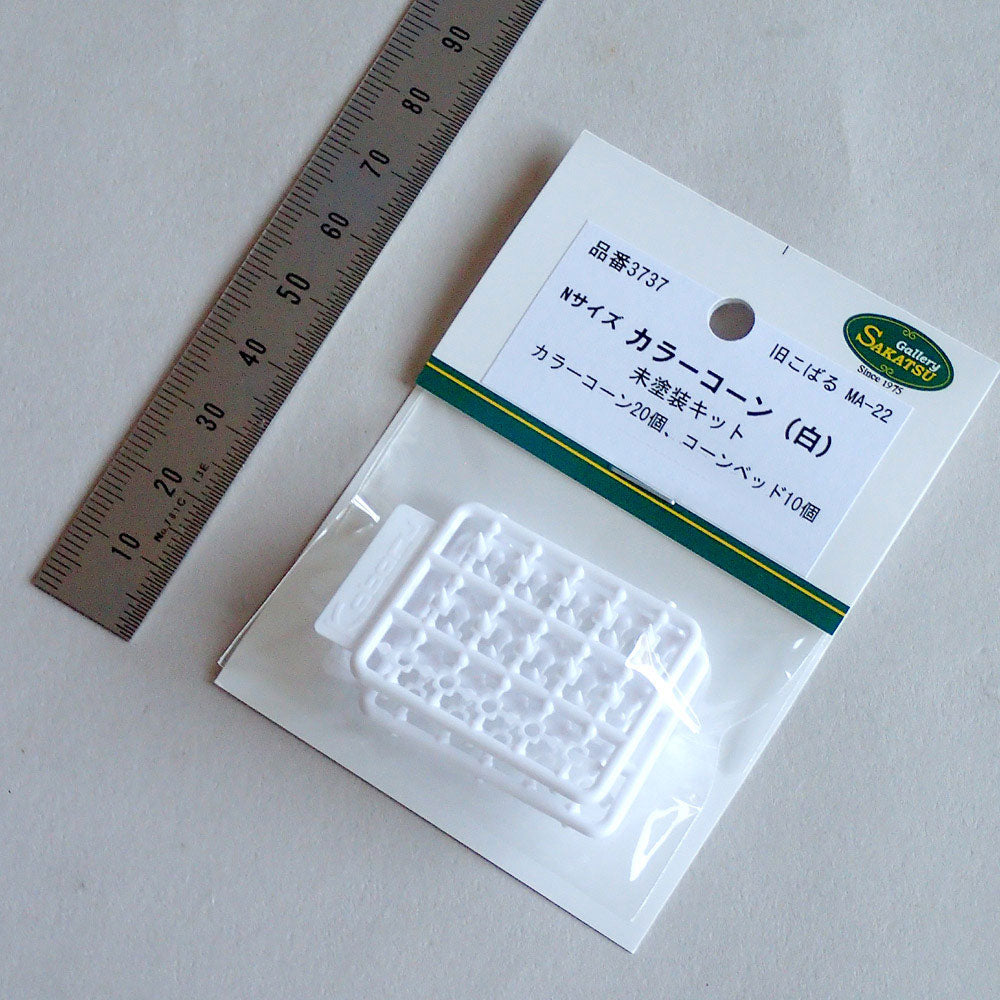 90
80
70
60
50
40
30
20
10
品番3737
Nサイズ カラーコーン（白）
旧こばる MA-22
未塗装キット
カラーコーン20個、コーンベッド10個
Gallery
SAKATSU
Since 1975